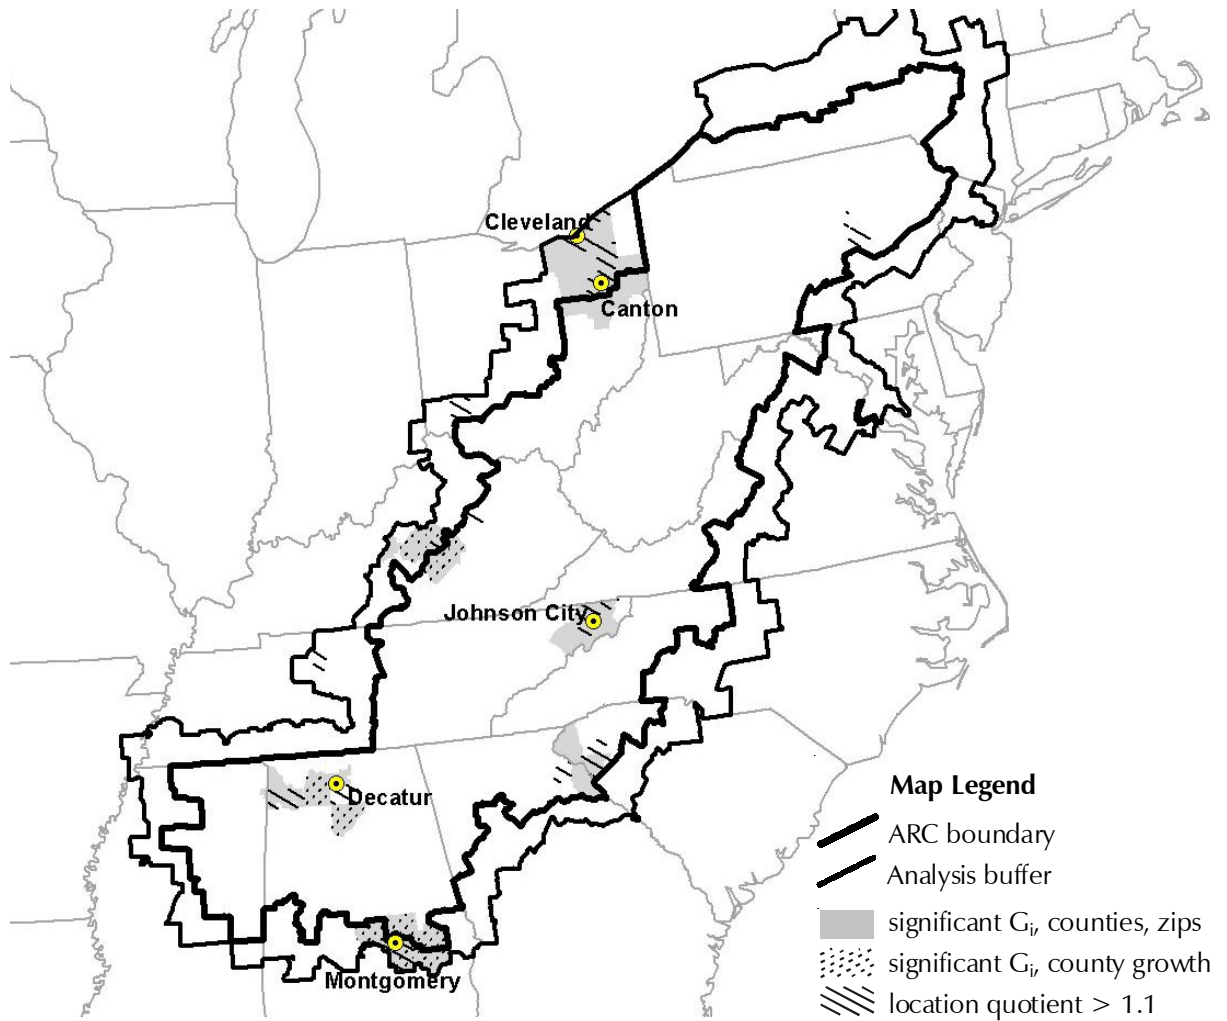 Cleveland
Canton
Johnson City
Decatur
Montgomery
Map Legend
ARC boundary
Analysis buffer
significant Gi, counties, zips
significant Gi, county growth
location quotient > 1.1